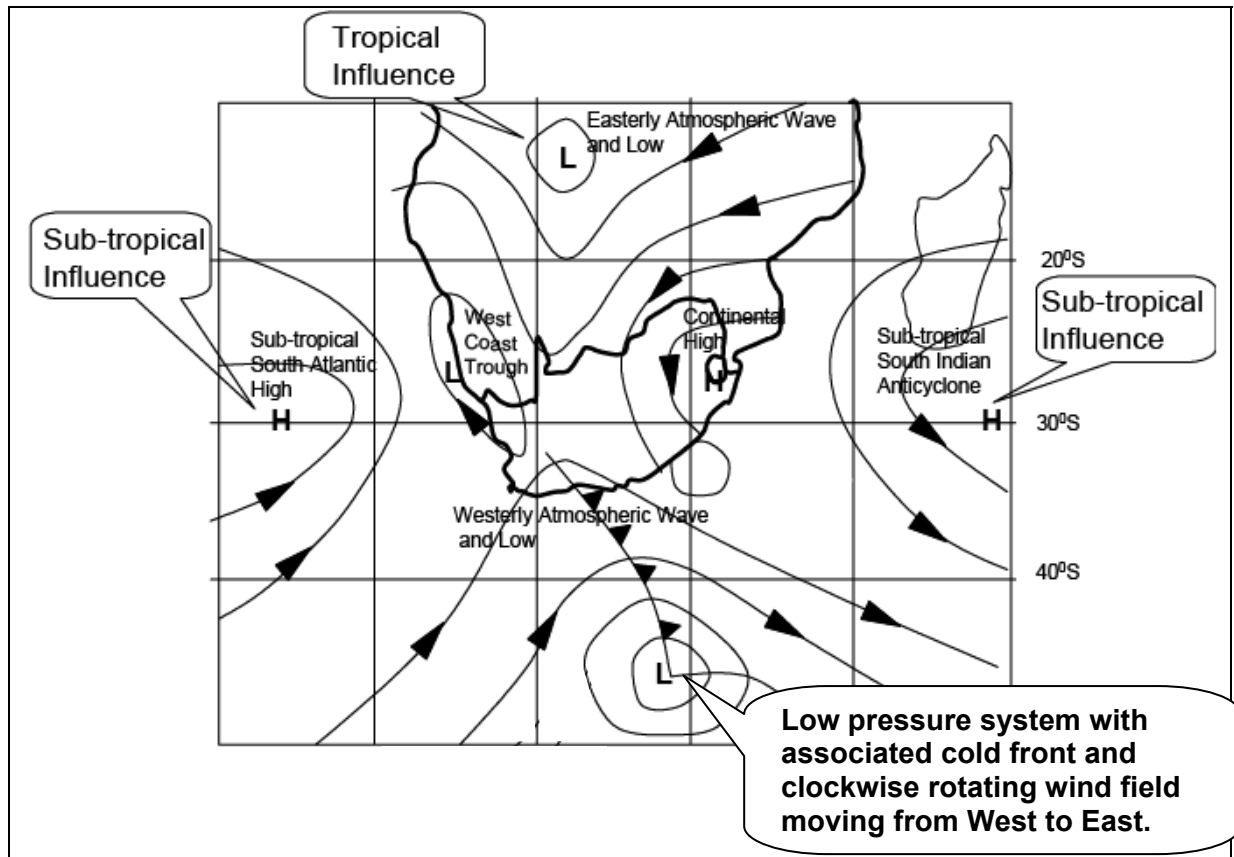 Tropical
Influence
Easterly Atmospheric Wave
and Low
L
Sub-tropical
Influence
20⁰S
Sub-tropical
Influence
West
Coast
Trough
L
Continental
High
H
Sub-tropical
South Atlantic
High
H
Sub-tropical
South Indian
Anticyclone
H
30⁰S
Westerly Atmospheric Wave
and Low
40⁰S
L
Low pressure system with
associated cold front and
clockwise rotating wind field
moving from West to East.